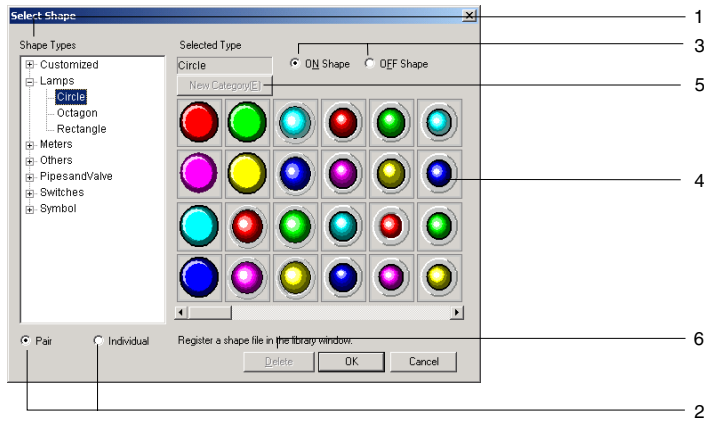 Select Shape
1
Shape Types
Selected Type
3
Customized
Circle
ON Shape
OFF Shape
Lamps
New Category(E)
5
Circle
Octagon
Rectangle
Meters
Others
PipesandValve
4
Switches
Symbol
Pair
Individual
Register a shape file in the library window.
6
Delete
OK
Cancel
2